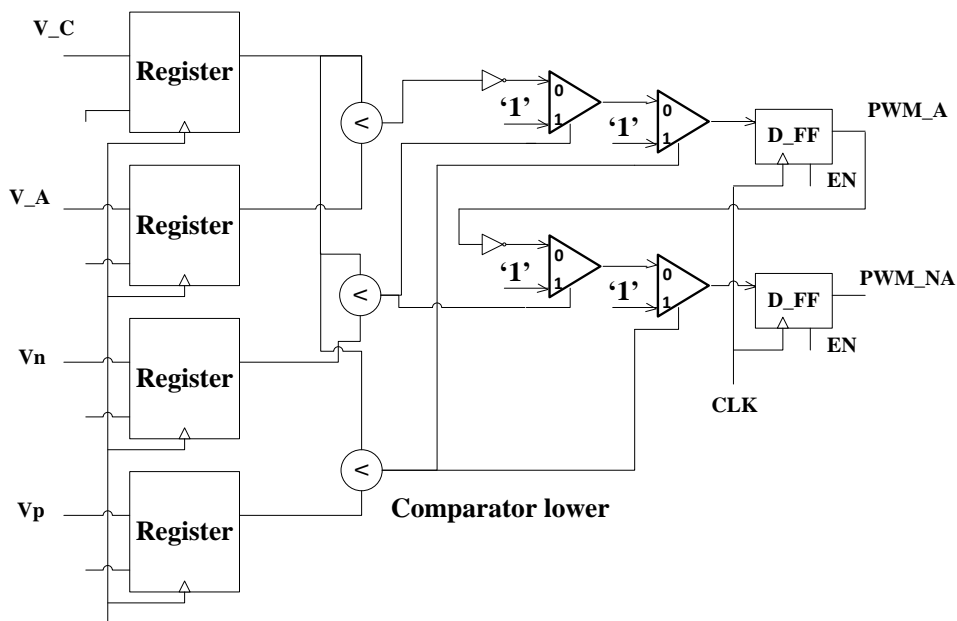 V_C
Register
<
‘1’
0
1
‘1’
0
1
D_FF
PWM_A
EN
V_A
Register
<
‘1’
0
1
‘1’
0
1
D_FF
PWM_NA
EN
Vn
Register
CLK
<
Vp
Register
Comparator lower